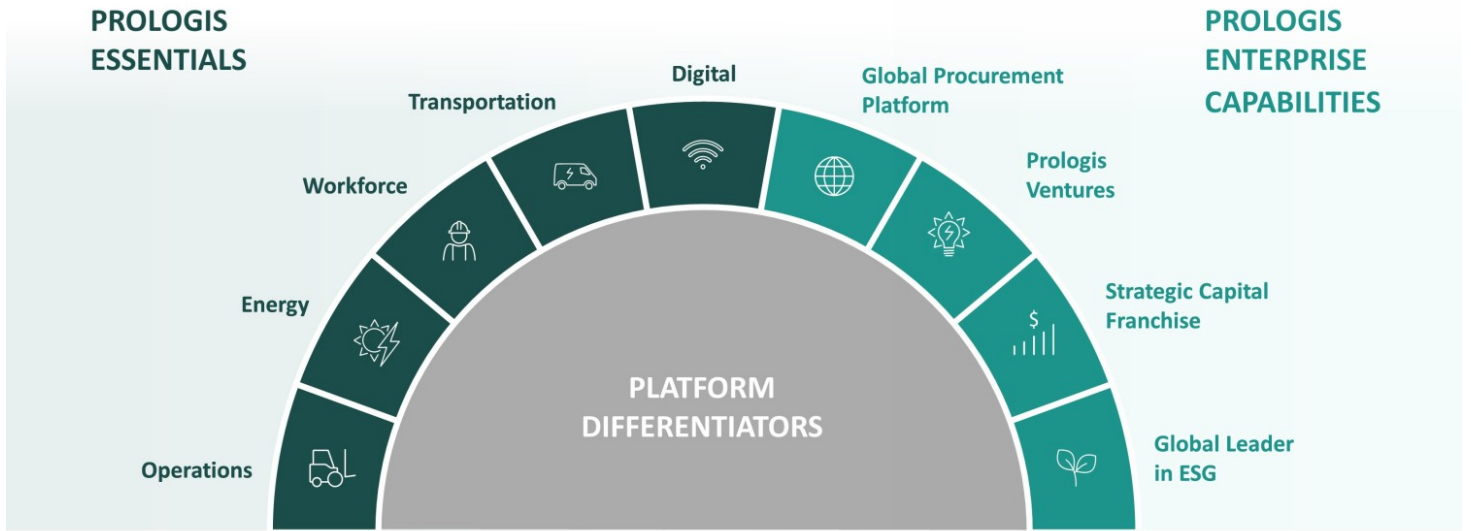 PROLOGIS
ESSENTIALS
PROLOGIS
ENTERPRISE
CAPABILITIES
Operations
Energy
Workforce
Transportation
Digital
Global Procurement
Platform
Prologis
Ventures
Strategic Capital
Franchise
$
Global Leader
in ESG
PLATFORM
DIFFERENTIATORS